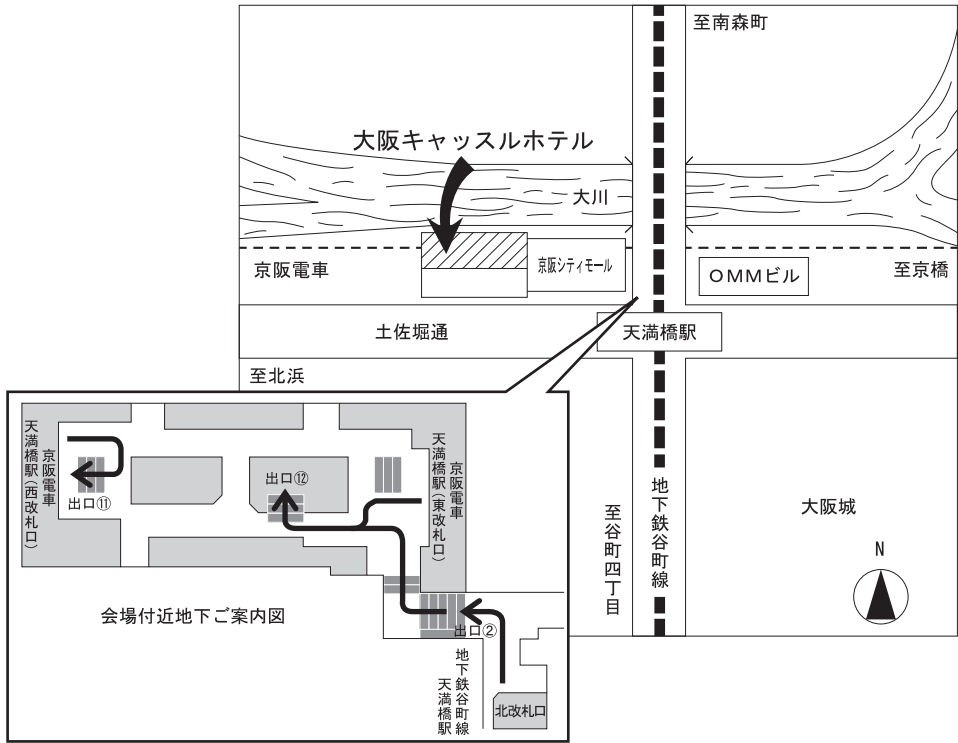 至南森町
大阪キャッスルホテル
大川
京阪電車
京阪シティモール
OMMビル
至京橋
土佐堀通
天満橋駅
至北浜
地下鉄谷町線
至谷町四丁目
大阪城
N
京阪電車
天満橋駅(西改札口)
出口⑪
出口⑫
京阪電車
天満橋駅(東改札口)
会場付近地下ご案内図
出口②
地下鉄谷町線
天満橋駅
北改札口